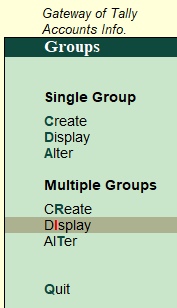 Gateway of Tally
Accounts Info.
Groups
Single Group
Create
Display
Alter
Multiple Groups
CReate
DIsplay
AlTer
Quit